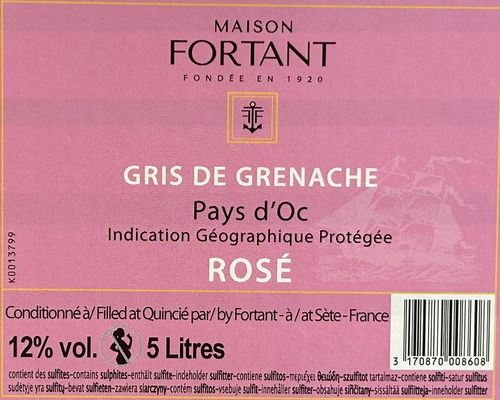 MAISON
FORTANT
FONDÉE EN 1920
GRIS DE GRENACHE
Pays d'Oc
Indication Géographique Protégée
ROSÉ
K0013799
Conditionné à/ Filled at Quincié par/ by Fortant - à / at Sète - France
12% vol. 5 Litres
3 170870 008608
contient des sulfites-contains sulphites-enthält sulfite-indeholder sulfitter-contiene sulfitos-περιέχει θειώδη-szulfitot tartalmaz-contiene solfiti-satur sulfitus
sudėtyje yra sulfitų-bevat sulfieten-zawiera siarczyny-contém sulfitos-vsebuje sulfit-innehåller sulfiter-obsahuje siřičitany-sisältää sulfiitteja-inneholder sulfitter